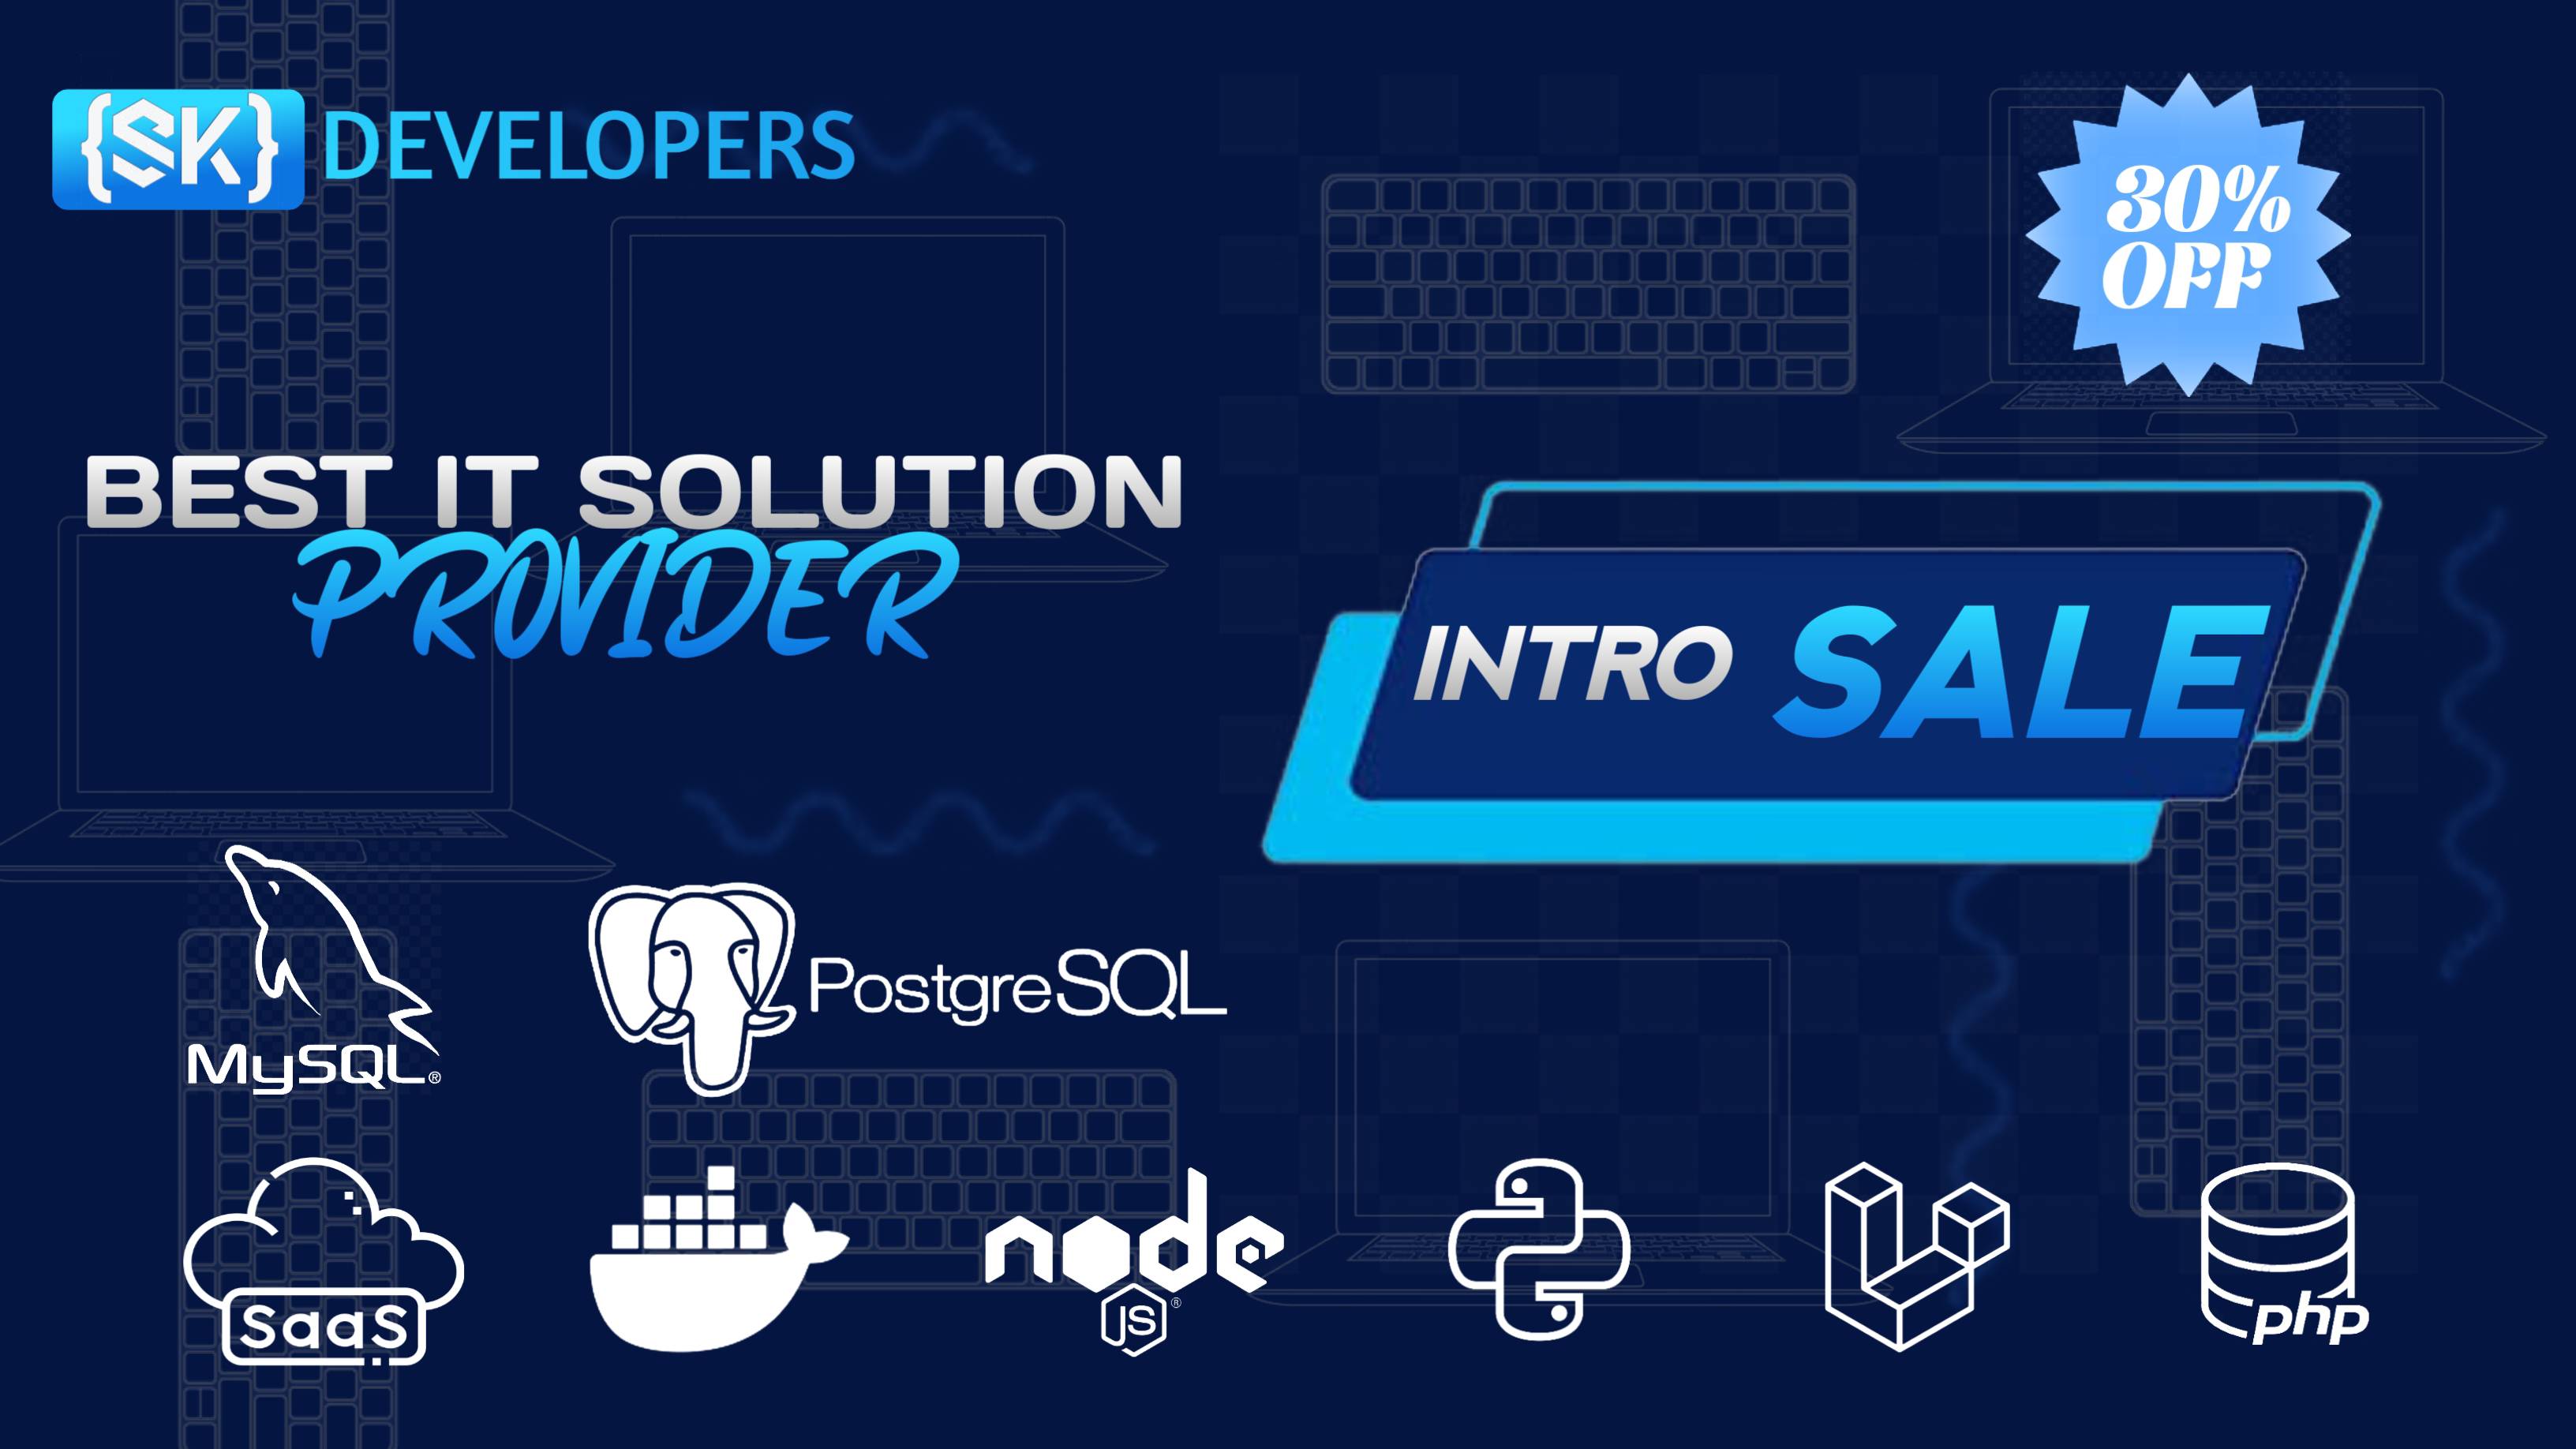 {SK} DEVELOPERS
30%
OFF
BEST IT SOLUTION
PROVIDER
INTRO SALE
MySQL®
PostgreSQL
SaaS
node
JS®
php